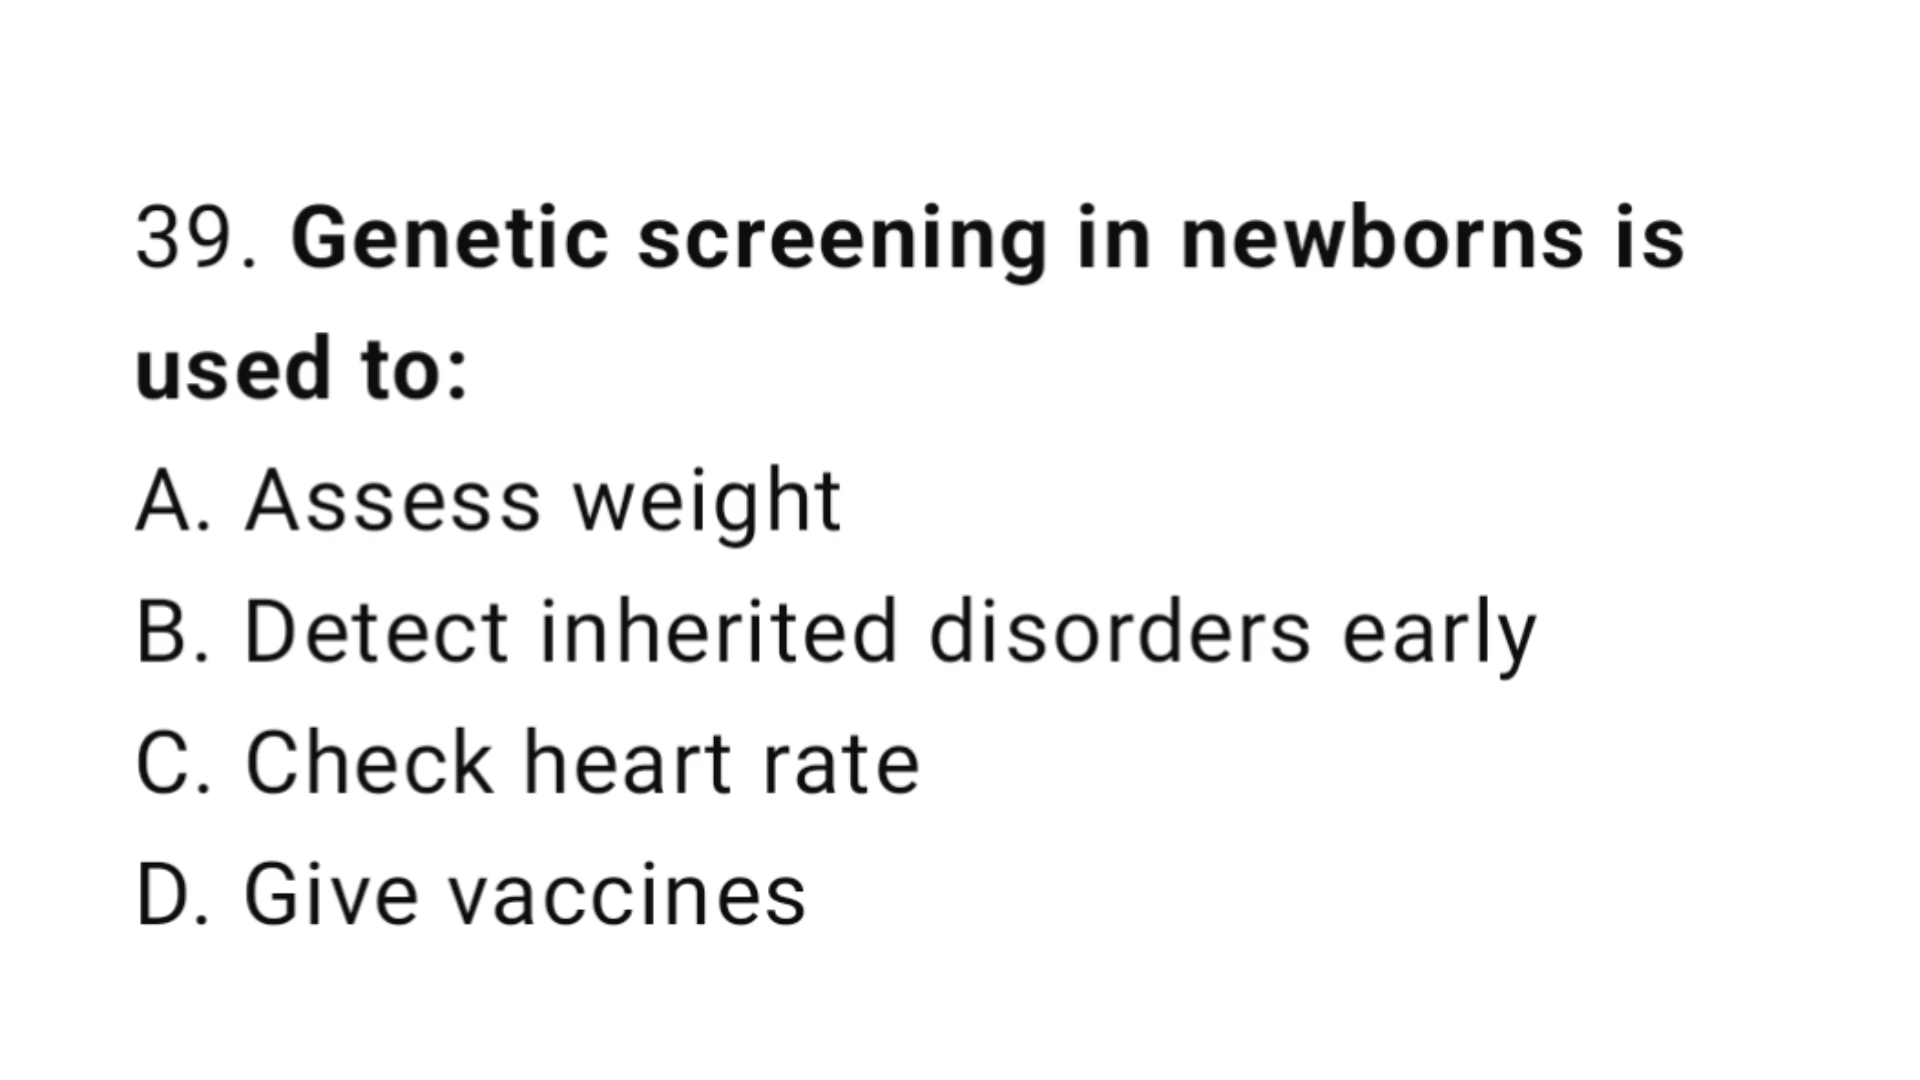 39. Genetic screening in newborns is
used to:
A. Assess weight
B. Detect inherited disorders early
C. Check heart rate
D. Give vaccines